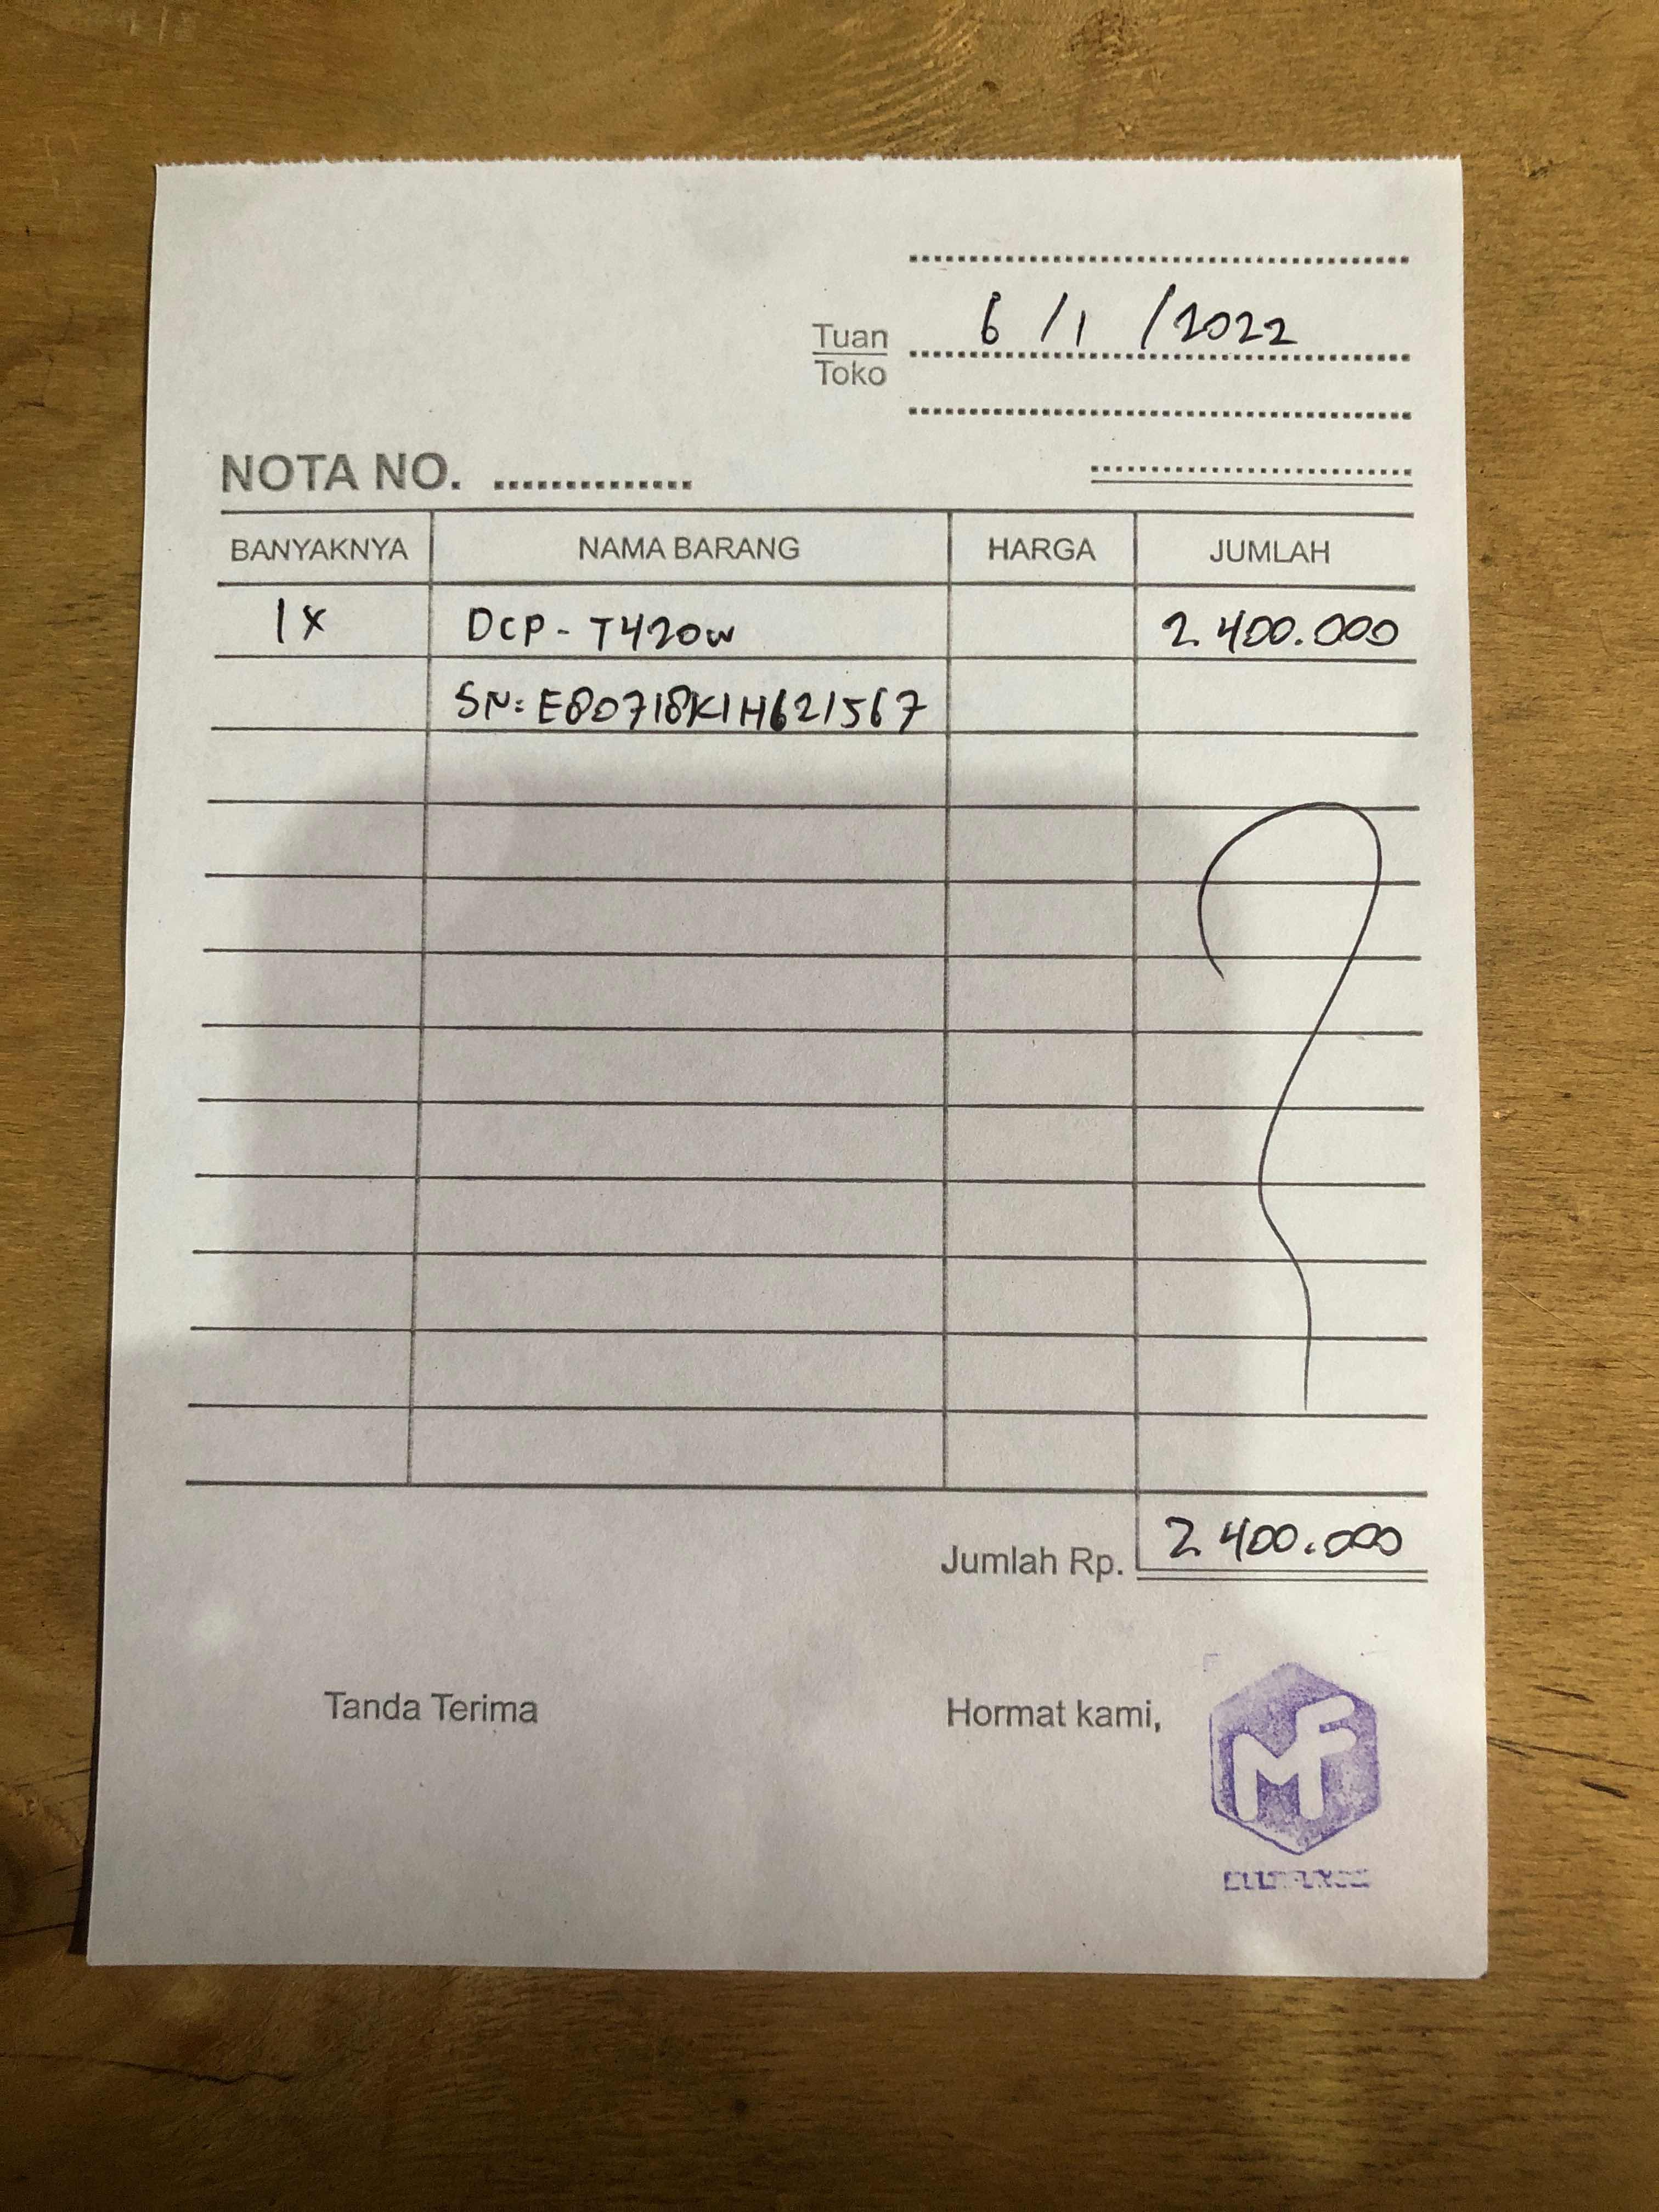 6 / 1 / 2022
Tuan
Toko
NOTA NO. ..............
BANYAKNYA NAMA BARANG HARGA JUMLAH
1x DCP- T420w 2.400.000
SN: E80718K1H621567
Jumlah Rp. 2.400.000
Tanda Terima Hormat kami,
MF